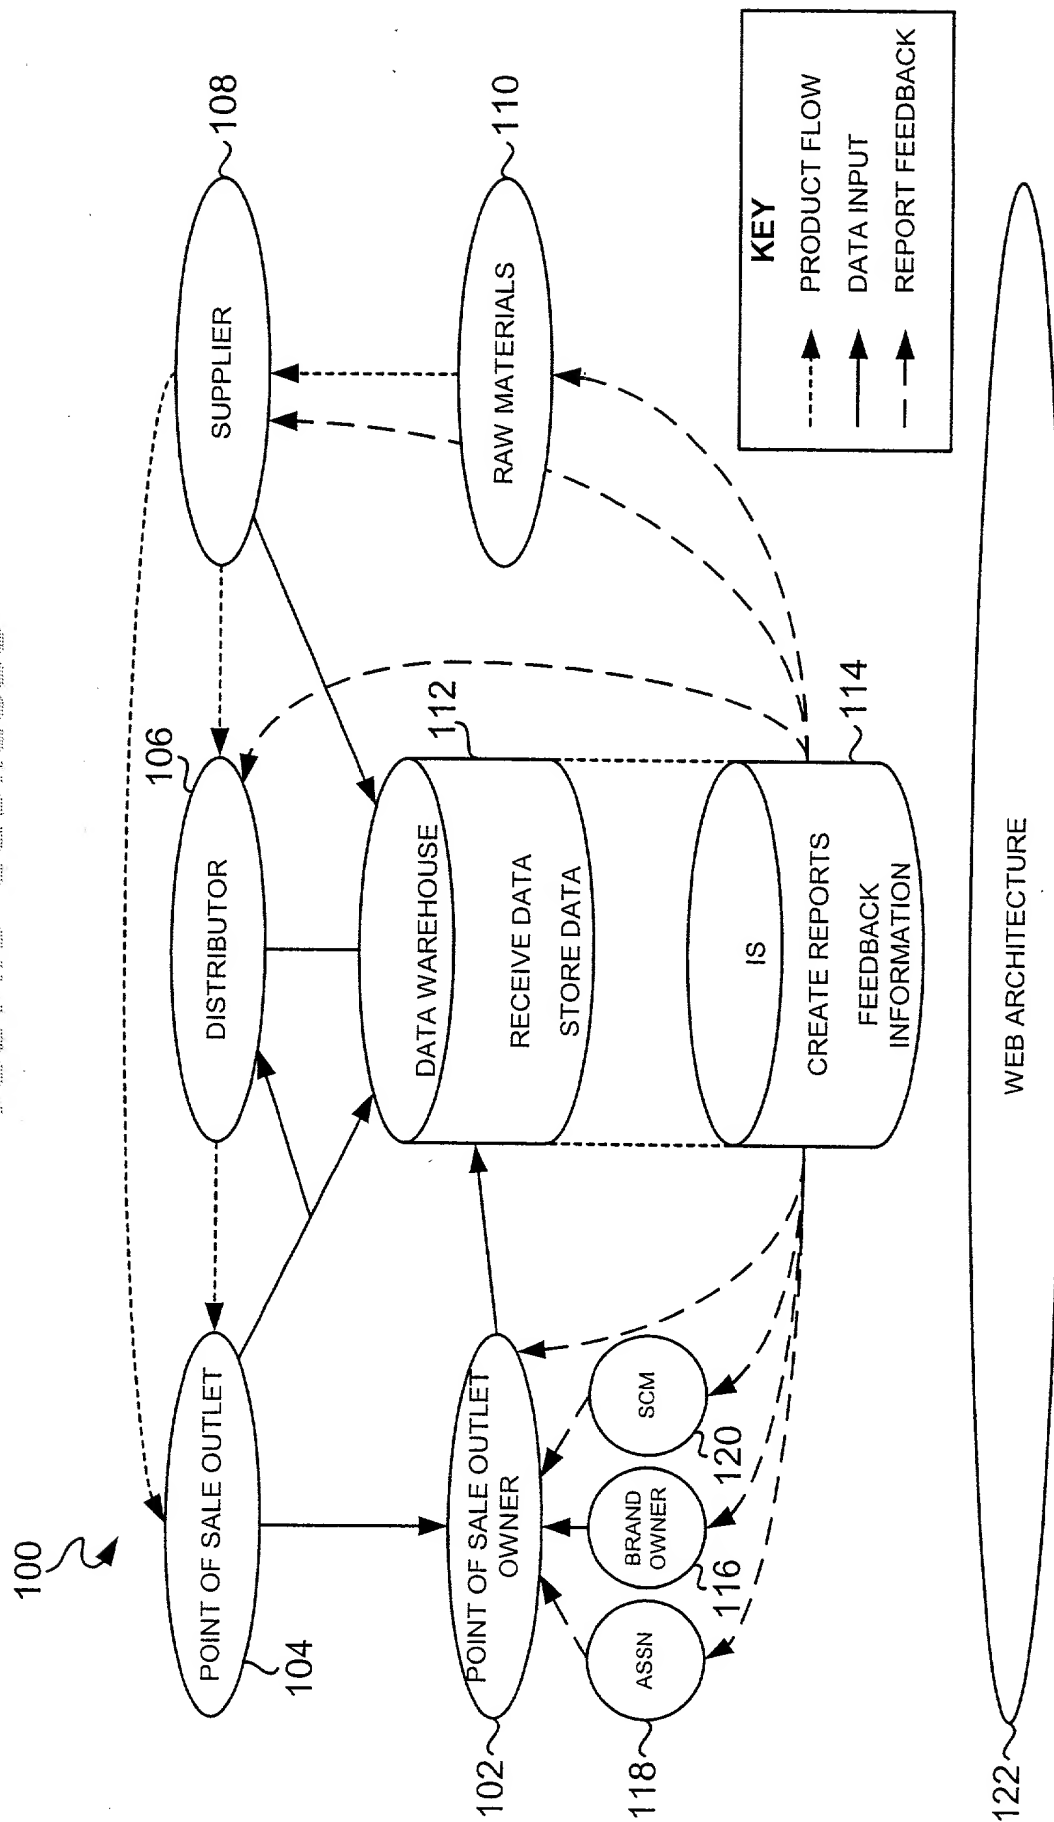 100
108
106
SUPPLIER
DISTRIBUTOR
POINT OF SALE OUTLET
104
110
112
RAW MATERIALS
DATA WAREHOUSE
RECEIVE DATA
STORE DATA
POINT OF SALE OUTLET
OWNER
102
SCM
120
BRAND
OWNER
116
ASSN
118
114
IS
CREATE REPORTS
FEEDBACK
INFORMATION
KEY
PRODUCT FLOW
DATA INPUT
REPORT FEEDBACK
WEB ARCHITECTURE
122